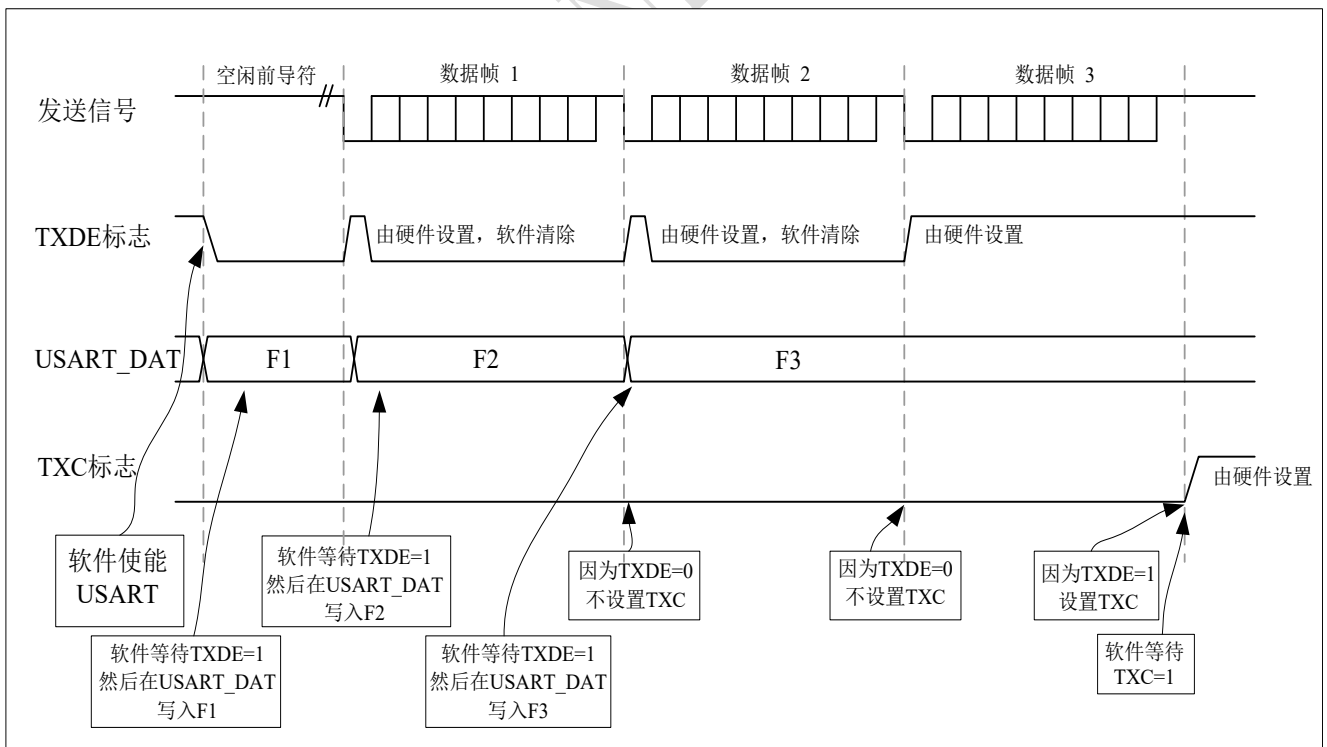 空闲前导符
数据帧 1
数据帧 2
数据帧 3
发送信号
TXDE标志
由硬件设置，软件清除
由硬件设置，软件清除
由硬件设置
USART_DAT
F1
F2
F3
TXC标志
由硬件设置
软件使能
USART
软件等待TXDE=1
然后在USART_DAT
写入F2
因为TXDE=0
不设置TXC
因为TXDE=0
不设置TXC
因为TXDE=1
设置TXC
软件等待TXDE=1
然后在USART_DAT
写入F1
软件等待TXDE=1
然后在USART_DAT
写入F3
软件等待
TXC=1